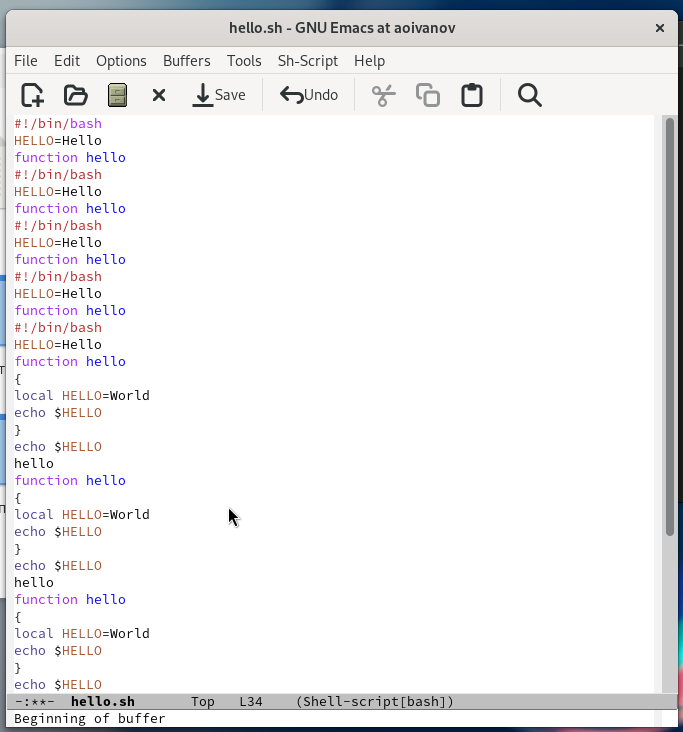 hello.sh - GNU Emacs at aoivanov
File Edit Options Buffers Tools Sh-Script Help
Save Undo
#!/bin/bash
HELLO=Hello
function hello
#!/bin/bash
HELLO=Hello
function hello
#!/bin/bash
HELLO=Hello
function hello
#!/bin/bash
HELLO=Hello
function hello
#!/bin/bash
HELLO=Hello
function hello
{
local HELLO=World
echo $HELLO
}
echo $HELLO
hello
function hello
{
local HELLO=World
echo $HELLO
}
echo $HELLO
hello
function hello
{
local HELLO=World
echo $HELLO
}
echo $HELLO
-:**- hello.sh Top L34 (Shell-script[bash])
Beginning of buffer